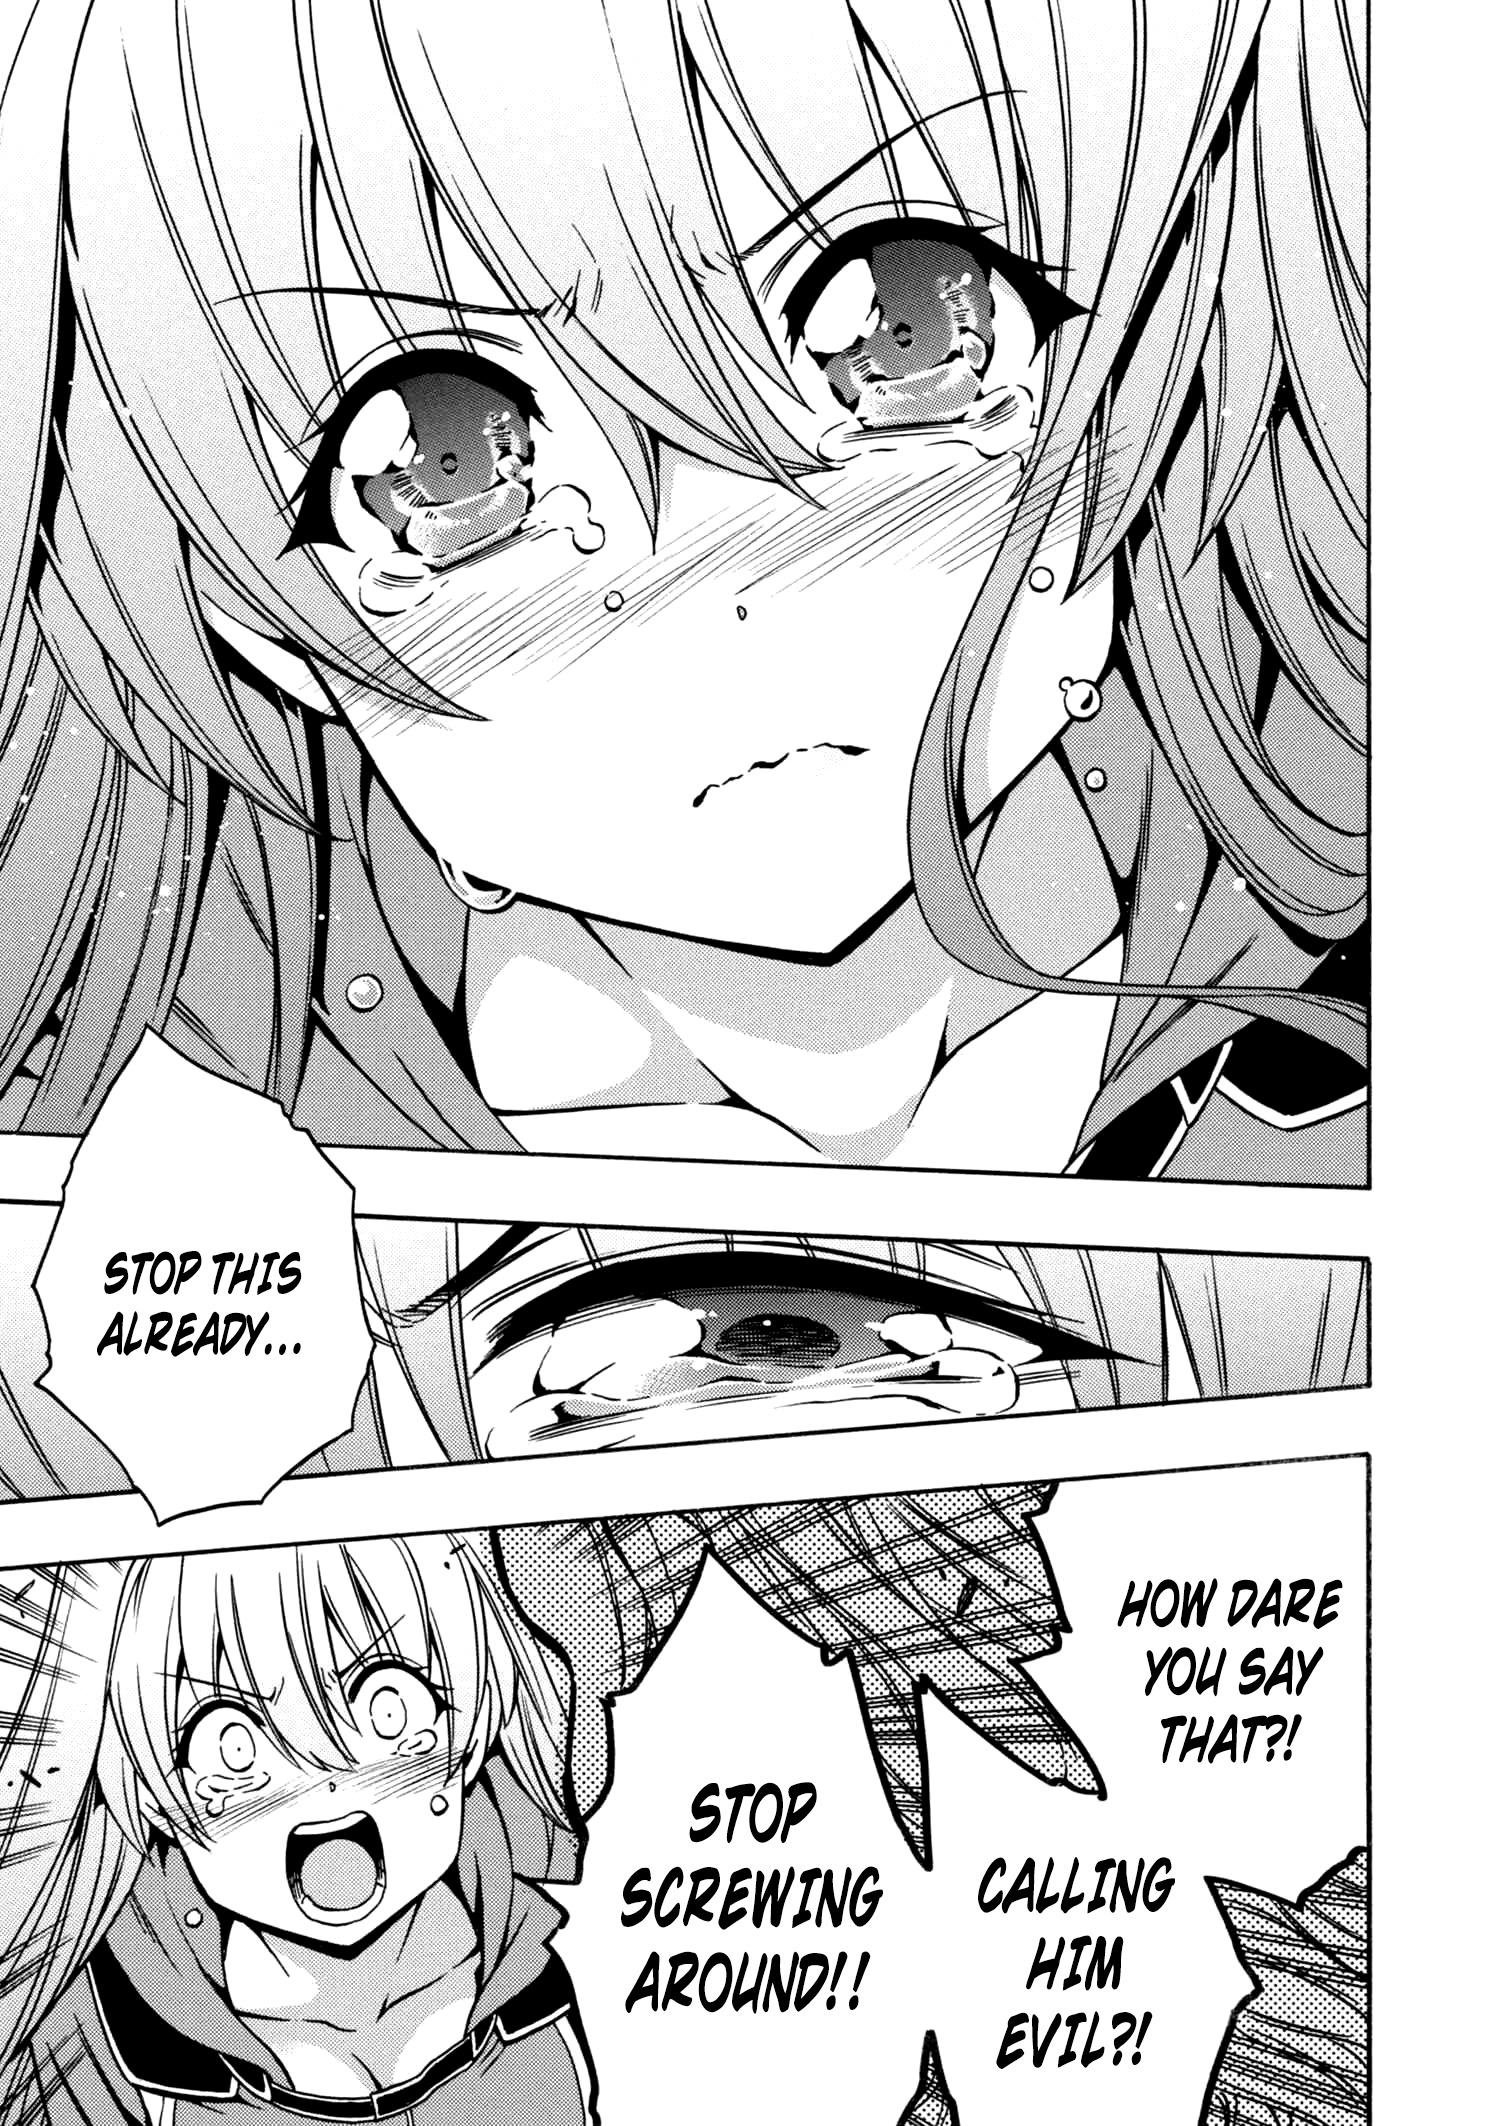 STOP THIS
ALREADY...
HOW DARE
YOU SAY
THAT?!
CALLING
HIM
EVIL?!
STOP
SCREWING
AROUND!!